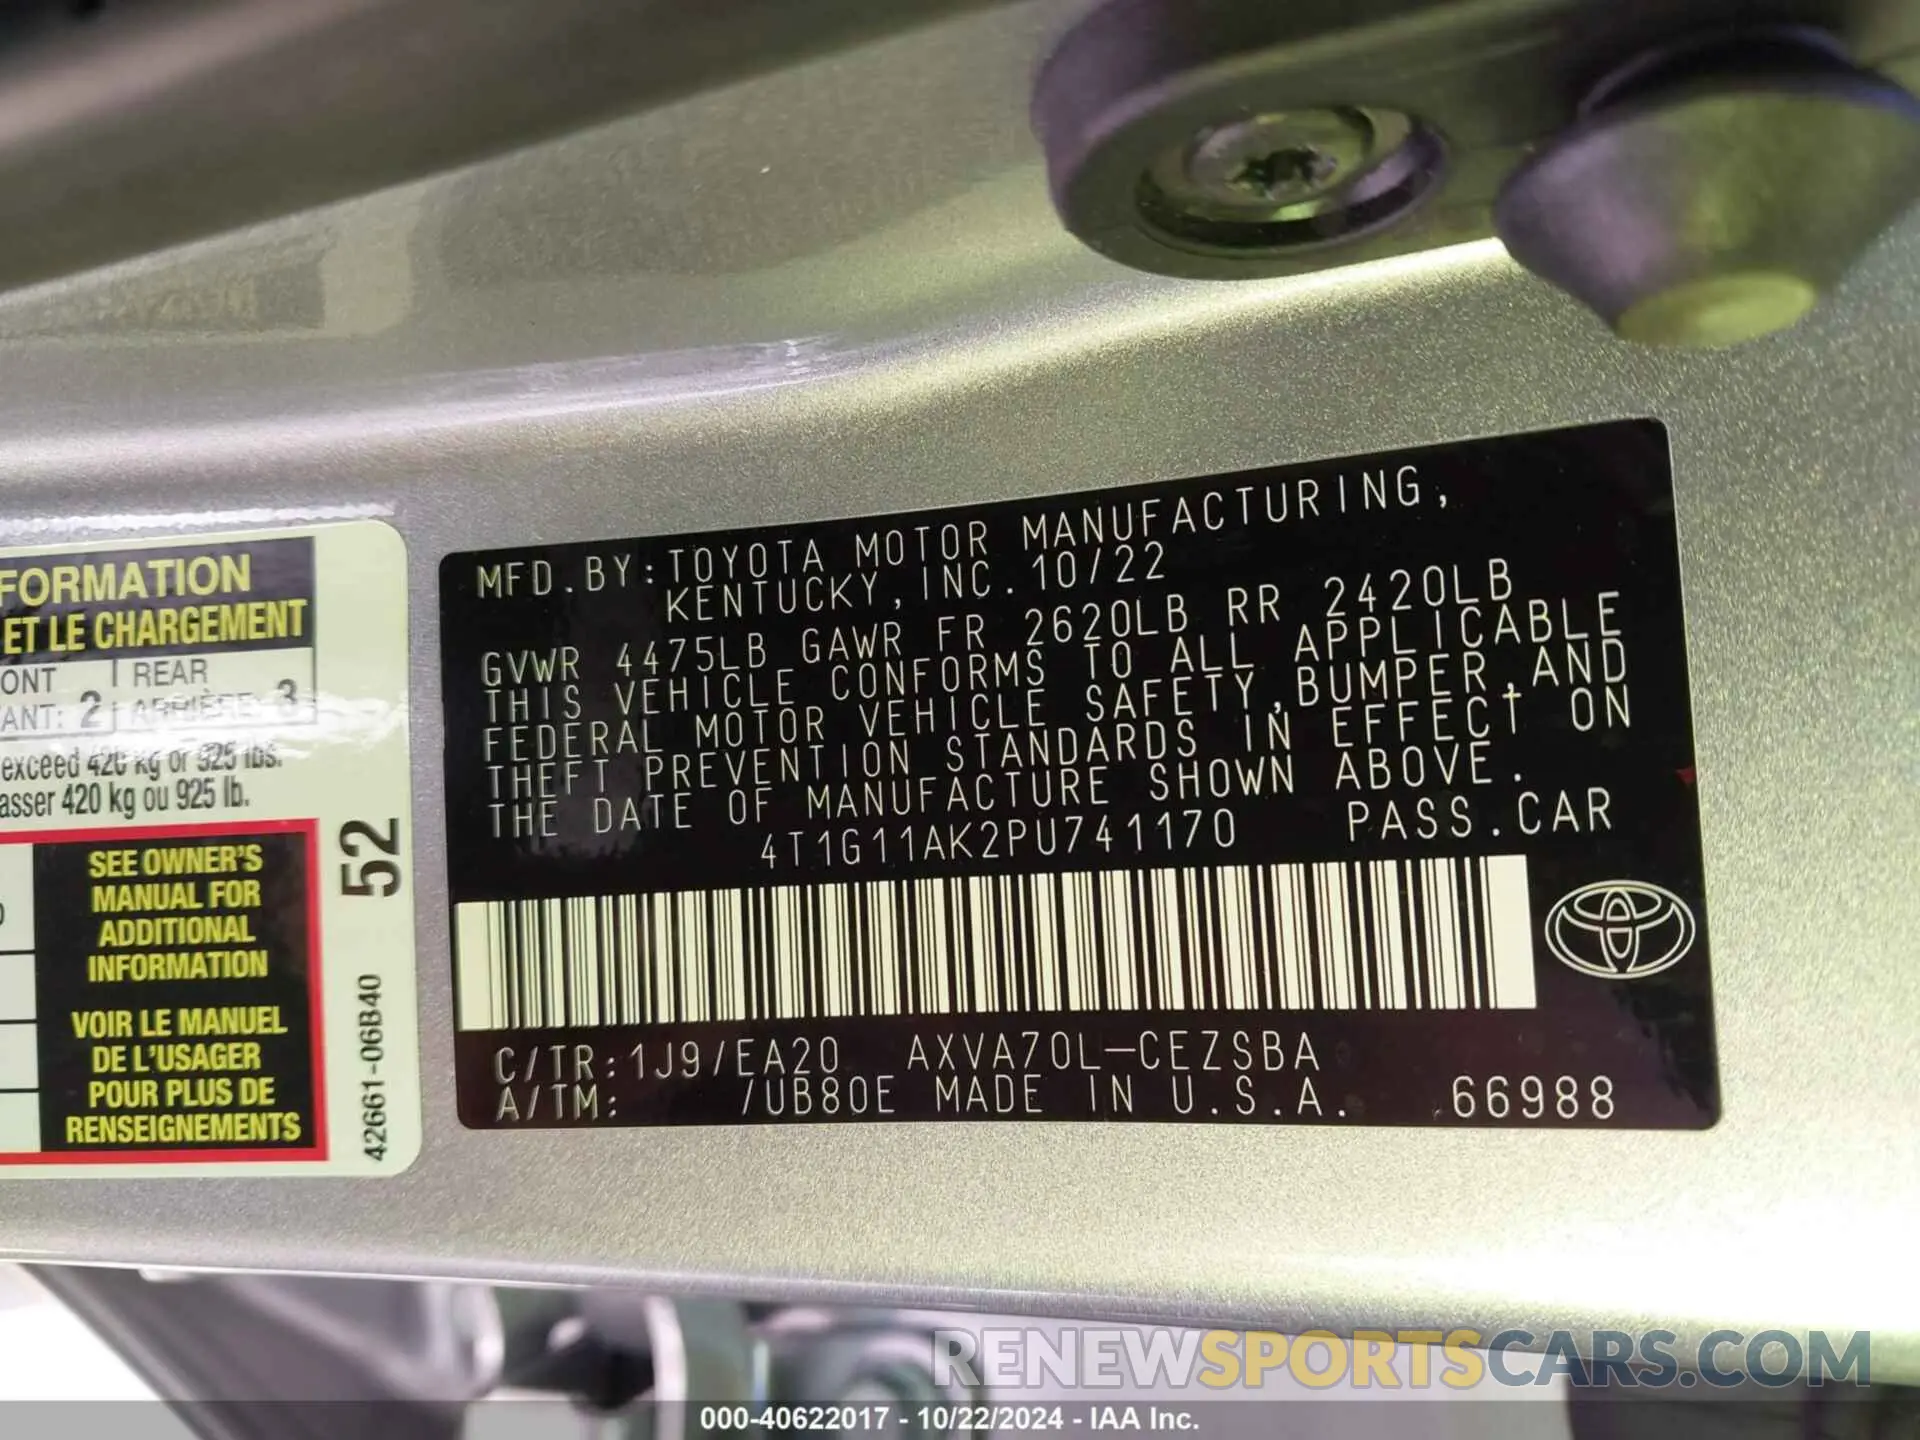 FORMATION
ET LE CHARGEMENT
ONT
REAR
ANT: 2
ARRIÈRE 3
exceed 420 kg or 925 lbs.
asser 420 kg ou 925 lb.
SEE OWNER'S
MANUAL FOR
ADDITIONAL
INFORMATION
VOIR LE MANUEL
DE L'USAGER
POUR PLUS DE
RENSEIGNEMENTS
52
42661-06B40
MFD.BY:TOYOTA MOTOR MANUFACTURING,
KENTUCKY,INC.10/22
GVWR 4475LB GAWR FR 2620LB RR 2420LB
THIS VEHICLE CONFORMS TO ALL APPLICABLE
FEDERAL MOTOR VEHICLE SAFETY,BUMPER,AND
THEFT PREVENTION STANDARDS IN EFFECT ON
THE DATE OF MANUFACTURE SHOWN ABOVE.
4T1G11AK2PU741170 PASS.CAR
C/TR:1J9/EA20 AXVA70L-CEZSBA
A/TM: /UB80E MADE IN U.S.A. 66988
RENEWSPORTSCARS.COM
000-40622017 - 10/22/2024 - IAA Inc.